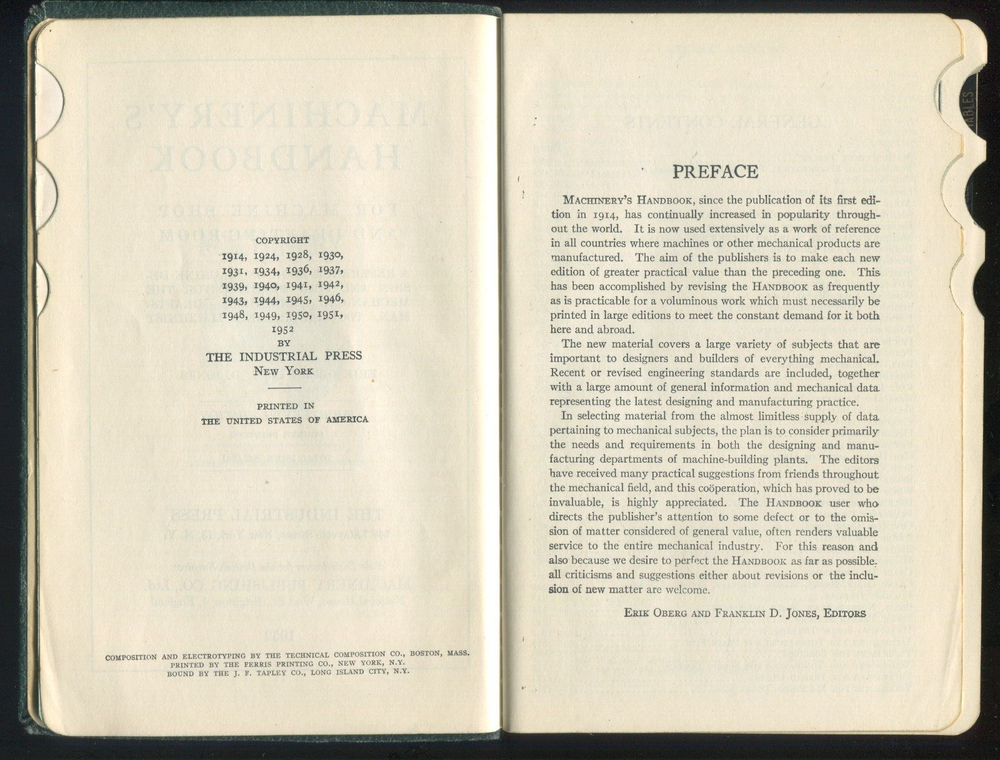 COPYRIGHT
1914, 1924, 1928, 1930,
1931, 1934, 1936, 1937,
1939, 1940, 1941, 1942,
1943, 1944, 1945, 1946,
1948, 1949, 1950, 1951,
1952
BY
THE INDUSTRIAL PRESS
NEW YORK
PRINTED IN
THE UNITED STATES OF AMERICA
COMPOSITION AND ELECTROTYPING BY THE TECHNICAL COMPOSITION CO., BOSTON, MASS.
PRINTED BY THE FERRIS PRINTING CO., NEW YORK, N.Y.
BOUND BY THE J. F. TAPLEY CO., LONG ISLAND CITY, N.Y.
PREFACE
MACHINERY'S HANDBOOK, since the publication of its first edi-
tion in 1914, has continually increased in popularity through-
out the world. It is now used extensively as a work of reference
in all countries where machines or other mechanical products are
manufactured. The aim of the publishers is to make each new
edition of greater practical value than the preceding one. This
has been accomplished by revising the HANDBOOK as frequently
as is practicable for a voluminous work which must necessarily be
printed in large editions to meet the constant demand for it both
here and abroad.
The new material covers a large variety of subjects that are
important to designers and builders of everything mechanical.
Recent or revised engineering standards are included, together
with a large amount of general information and mechanical data
representing the latest designing and manufacturing practice.
In selecting material from the almost limitless supply of data
pertaining to mechanical subjects, the plan is to consider primarily
the needs and requirements in both the designing and manu-
facturing departments of machine-building plants. The editors
have received many practical suggestions from friends throughout
the mechanical field, and this coöperation, which has proved to be
invaluable, is highly appreciated. The HANDBOOK user who
directs the publisher's attention to some defect or to the omis-
sion of matter considered of general value, often renders valuable
service to the entire mechanical industry. For this reason and
also because we desire to perfect the HANDBOOK as far as possible,
all criticisms and suggestions either about revisions or the inclu-
sion of new matter are welcome.
ERIK OBERG AND FRANKLIN D. JONES, EDITORS